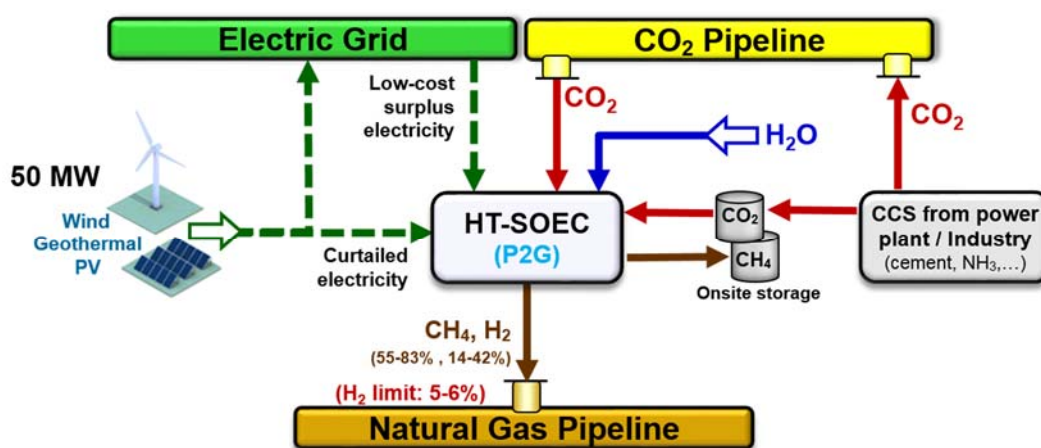 Electric Grid
CO₂ Pipeline
Low-cost
surplus
electricity
CO₂
CO₂
H₂O
50 MW
Wind
Geothermal
PV
HT-SOEC
(P2G)
CO₂
CH₄
Onsite storage
CCS from power
plant / Industry
(cement, NH₃,...)
Curtailed
electricity
CH₄, H₂
(55-83% , 14-42%)
(H₂ limit: 5-6%)
Natural Gas Pipeline